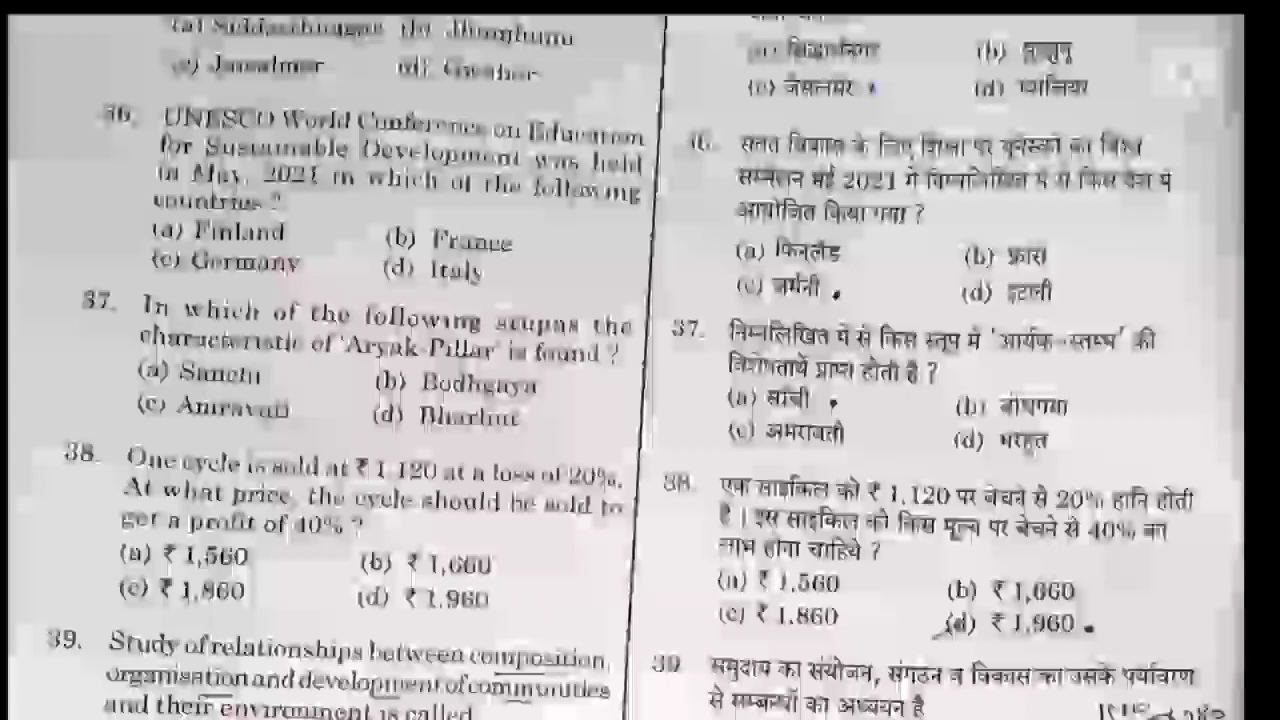 (a) Siddharthnagar (b) Jhunjhunu
(c) Jaisalmer (d) Gwalior
36. UNESCO World Conference on Education
for Sustainable Development was held
in May, 2021 in which of the following
countries ?
(a) Finland (b) France
(c) Germany (d) Italy
37. In which of the following stupas the
characteristic of 'Aryak-Pillar' is found ?
(a) Sanchi (b) Bodhgaya
(c) Amravati (d) Bharhut
38. One cycle is sold at ₹ 1,120 at a loss of 20%.
At what price, the cycle should be sold to
get a profit of 40% ?
(a) ₹ 1,560 (b) ₹ 1,660
(c) ₹ 1,860 (d) ₹ 1,960
39. Study of relationships between composition,
organisation and development of communities
and their environment is called
(a) सिद्धार्थनगर (b) झुन्झुनू
(c) जैसलमेर (d) ग्वालियर
36. सतत विकास के लिए शिक्षा पर यूनेस्को का विश्व
सम्मेलन मई 2021 में निम्नलिखित में से किस देश में
आयोजित किया गया ?
(a) फिनलैंड (b) फ्रांस
(c) जर्मनी (d) इटली
37. निम्नलिखित में से किस स्तूप में 'आर्यक-स्तम्भ' की
विशेषतायें प्राप्त होती है ?
(a) सांची (b) बोधगया
(c) अमरावती (d) भरहुत
38. एक साइकिल को ₹ 1,120 पर बेचने से 20% हानि होती
है । इस साइकिल को किस मूल्य पर बेचने से 40% का
लाभ होना चाहिये ?
(a) ₹ 1,560 (b) ₹ 1,660
(c) ₹ 1,860 (d) ₹ 1,960
39 समुदाय का संयोजन, संगठन व विकास का उसके पर्यावरण
से सम्बन्धों का अध्ययन है